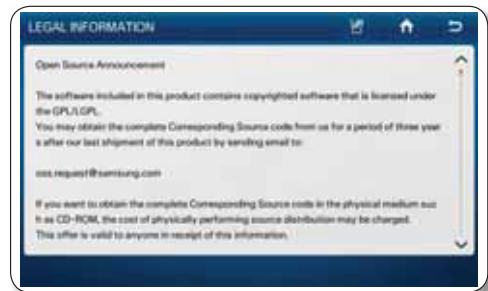 LEGAL INFORMATION
Open Source Announcement
The software included in this product contains copyrighted software that is licensed under
the GPL/LGPL.
You may obtain the complete Corresponding Source code from us for a period of three year
s after our last shipment of this product by sending email to:
oss.request@samsung.com
If you want to obtain the complete Corresponding Source code in the physical medium suc
h as CD-ROM, the cost of physically performing source distribution may be charged.
This offer is valid to anyone in receipt of this information.